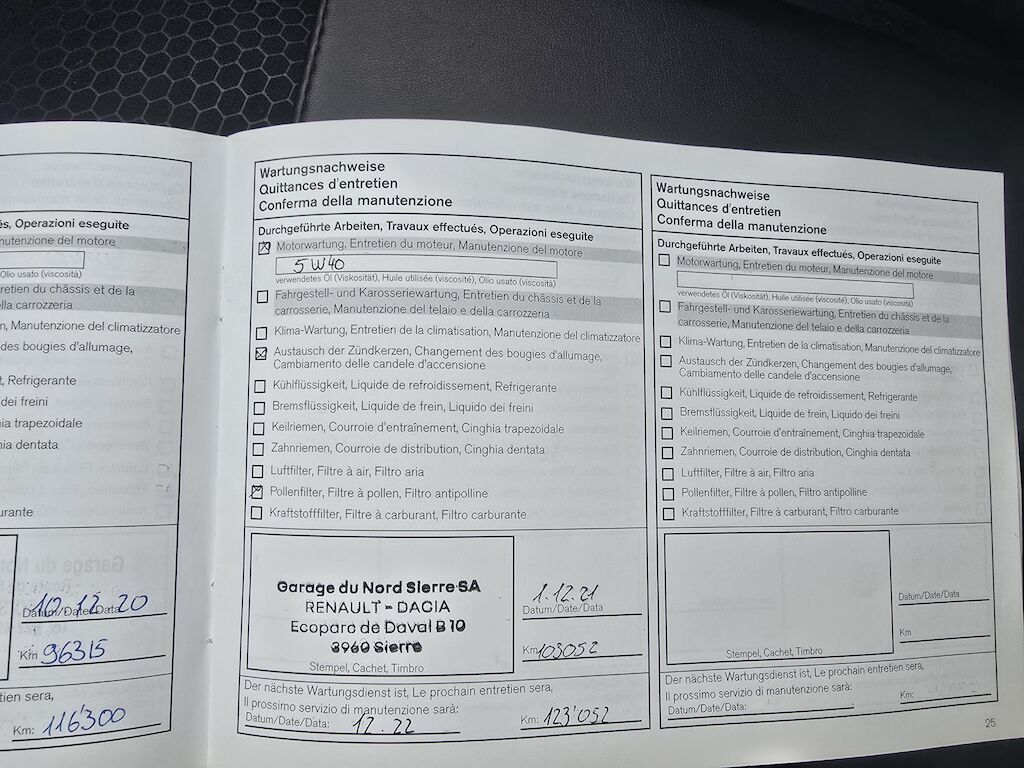 és, Operazioni eseguite
nutenzione del motore
Olio usato (viscosità)
retien du châssis et de la
ella carrozzeria
n, Manutenzione del climatizzatore
des bougies d'allumage,
t, Refrigerante
dei freini
hia trapezoidale
hia dentata
urante
Datum/Date/Data 10.12.20
Km 96315
tien sera,
Km: 116'300
Wartungsnachweise
Quittances d'entretien
Conferma della manutenzione
Durchgeführte Arbeiten, Travaux effectués, Operazioni eseguite
Motorwartung, Entretien du moteur, Manutenzione del motore
5W40
verwendetes Öl (Viskosität), Huile utilisée (viscosité), Olio usato (viscosità)
Fahrgestell- und Karosseriewartung, Entretien du châssis et de la
carrosserie, Manutenzione del telaio e della carrozzeria
Klima-Wartung, Entretien de la climatisation, Manutenzione del climatizzatore
Austausch der Zündkerzen, Changement des bougies d'allumage,
Cambiamento delle candele d'accensione
Kühlflüssigkeit, Liquide de refroidissement, Refrigerante
Bremsflüssigkeit, Liquide de frein, Liquido dei freini
Keilriemen, Courroie d'entraînement, Cinghia trapezoidale
Zahnriemen, Courroie de distribution, Cinghia dentata
Luftfilter, Filtre à air, Filtro aria
Pollenfilter, Filtre à pollen, Filtro antipolline
Kraftstofffilter, Filtre à carburant, Filtro carburante
Garage du Nord Sierre SA
RENAULT - DACIA
Ecoparc de Daval B 10
3960 Sierre
Stempel, Cachet, Timbro
1.12.21
Datum/Date/Data
Km 103052
Der nächste Wartungsdienst ist, Le prochain entretien sera,
Il prossimo servizio di manutenzione sarà:
Datum/Date/Data: 12.22
Km: 123'052
Wartungsnachweise
Quittances d'entretien
Conferma della manutenzione
Durchgeführte Arbeiten, Travaux effectués, Operazioni eseguite
Motorwartung, Entretien du moteur, Manutenzione del motore
verwendetes Öl (Viskosität), Huile utilisée (viscosité), Olio usato (viscosità)
Fahrgestell- und Karosseriewartung, Entretien du châssis et de la
carrosserie, Manutenzione del telaio e della carrozzeria
Klima-Wartung, Entretien de la climatisation, Manutenzione del climatizzatore
Austausch der Zündkerzen, Changement des bougies d'allumage,
Cambiamento delle candele d'accensione
Kühlflüssigkeit, Liquide de refroidissement, Refrigerante
Bremsflüssigkeit, Liquide de frein, Liquido dei freini
Keilriemen, Courroie d'entraînement, Cinghia trapezoidale
Zahnriemen, Courroie de distribution, Cinghia dentata
Luftfilter, Filtre à air, Filtro aria
Pollenfilter, Filtre à pollen, Filtro antipolline
Kraftstofffilter, Filtre à carburant, Filtro carburante
Stempel, Cachet, Timbro
Datum/Date/Data
Km
Der nächste Wartungsdienst ist, Le prochain entretien sera,
Il prossimo servizio di manutenzione sarà:
Datum/Date/Data:
Km:
25